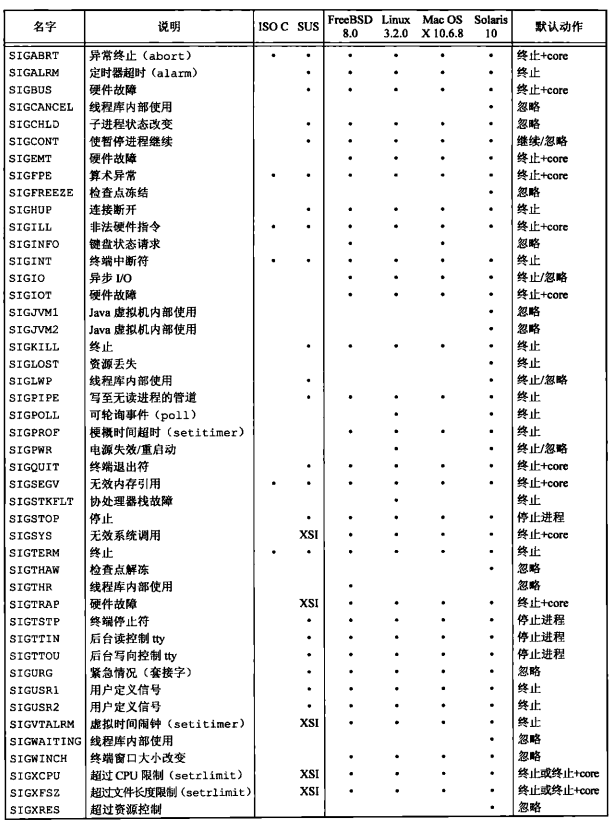 名字 说明 ISO C SUS FreeBSD 8.0 Linux 3.2.0 Mac OS X 10.6.8 Solaris 10 默认动作
SIGABRT 异常终止（abort） • • • • • • 终止+core
SIGALRM 定时器超时（alarm） • • • • • 终止
SIGBUS 硬件故障 • • • • • 终止+core
SIGCANCEL 线程库内部使用 • 忽略
SIGCHLD 子进程状态改变 • • • • • 忽略
SIGCONT 使暂停进程继续 • • • • • 继续/忽略
SIGEMT 硬件故障 • • • 终止+core
SIGFPE 算术异常 • • • • • • 终止+core
SIGFREEZE 检查点冻结 • 忽略
SIGHUP 连接断开 • • • • • 终止
SIGILL 非法硬件指令 • • • • • • 终止+core
SIGINFO 键盘状态请求 • • 忽略
SIGINT 终端中断符 • • • • • • 终止
SIGIO 异步 I/O • • • • 终止/忽略
SIGIOT 硬件故障 • • • • 终止+core
SIGJVM1 Java 虚拟机内部使用 • 忽略
SIGJVM2 Java 虚拟机内部使用 • 忽略
SIGKILL 终止 • • • • • 终止
SIGLOST 资源丢失 • 终止
SIGLWP 线程库内部使用 • • 终止/忽略
SIGPIPE 写至无读进程的管道 • • • • • 终止
SIGPOLL 可轮询事件（poll） • • 终止
SIGPROF 梗概时间超时（setitimer） • • • • 终止
SIGPWR 电源失效/重启动 • • 终止/忽略
SIGQUIT 终端退出符 • • • • • 终止+core
SIGSEGV 无效内存引用 • • • • • • 终止+core
SIGSTKFLT 协处理器栈故障 • 终止
SIGSTOP 停止 • • • • • 停止进程
SIGSYS 无效系统调用 XSI • • • • 终止+core
SIGTERM 终止 • • • • • • 终止
SIGTHAW 检查点解冻 • 忽略
SIGTHR 线程库内部使用 • 忽略
SIGTRAP 硬件故障 XSI • • • • 终止+core
SIGTSTP 终端停止符 • • • • • 停止进程
SIGTTIN 后台读控制 tty • • • • • 停止进程
SIGTTOU 后台写向控制 tty • • • • • 停止进程
SIGURG 紧急情况（套接字） • • • • • 忽略
SIGUSR1 用户定义信号 • • • • • 终止
SIGUSR2 用户定义信号 • • • • • 终止
SIGVTALRM 虚拟时间闹钟（setitimer） XSI • • • • 终止
SIGWAITING 线程库内部使用 • 忽略
SIGWINCH 终端窗口大小改变 • • • • 忽略
SIGXCPU 超过 CPU 限制（setrlimit） XSI • • • • 终止或终止+core
SIGXFSZ 超过文件长度限制（setrlimit） XSI • • • • 终止或终止+core
SIGXRES 超过资源控制 • 忽略